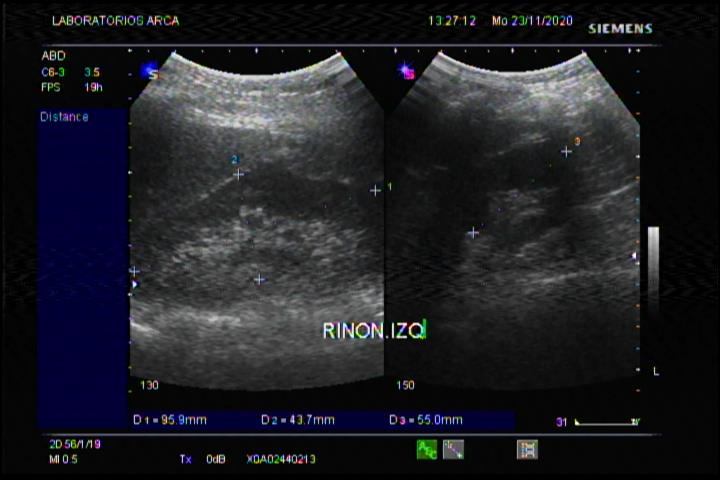 LABORATORIOS ARCA
13:27:12 Mo 23/11/2020
SIEMENS
ABD
C6-3 3.5
FPS 19h
Distance
S
S
2
1
3
RINON.IZQ
130
150
L
D1 = 95.9mm D2 = 43.7mm D3 = 55.0mm
31
2D 56/1/19
MI 0.5 Tx 0dB X0A02440213
ABC